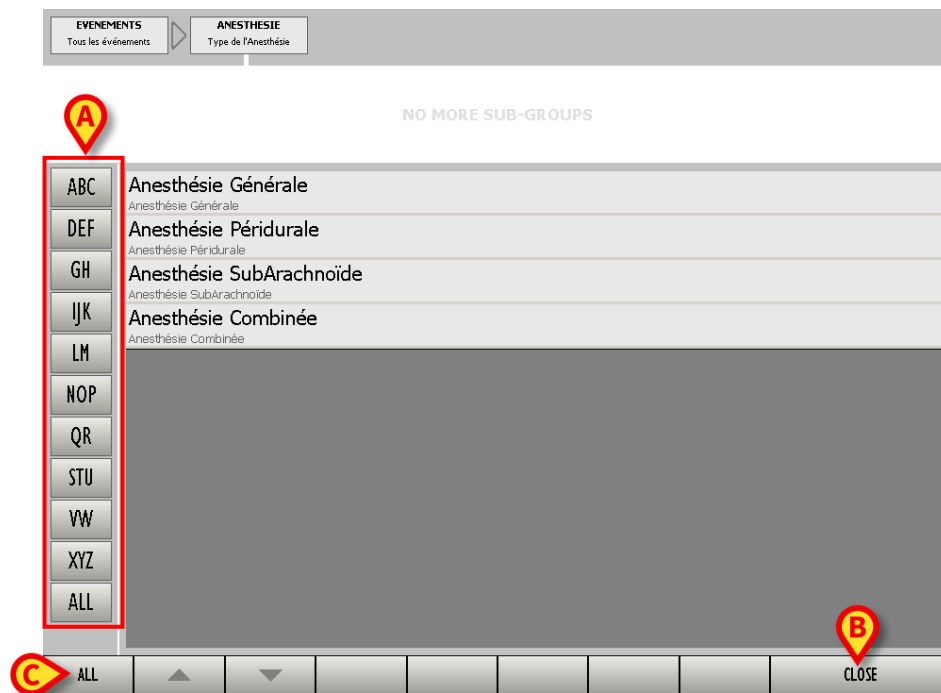 EVENEMENTS
Tous les événements
ANESTHESIE
Type de l'Anesthésie
NO MORE SUB-GROUPS
A
ABC
DEF
GH
IJK
LM
NOP
QR
STU
VW
XYZ
ALL
Anesthésie Générale
Anesthésie Générale
Anesthésie Péridurale
Anesthésie Péridurale
Anesthésie SubArachnoïde
Anesthésie SubArachnoïde
Anesthésie Combinée
Anesthésie Combinée
B
C
ALL
CLOSE